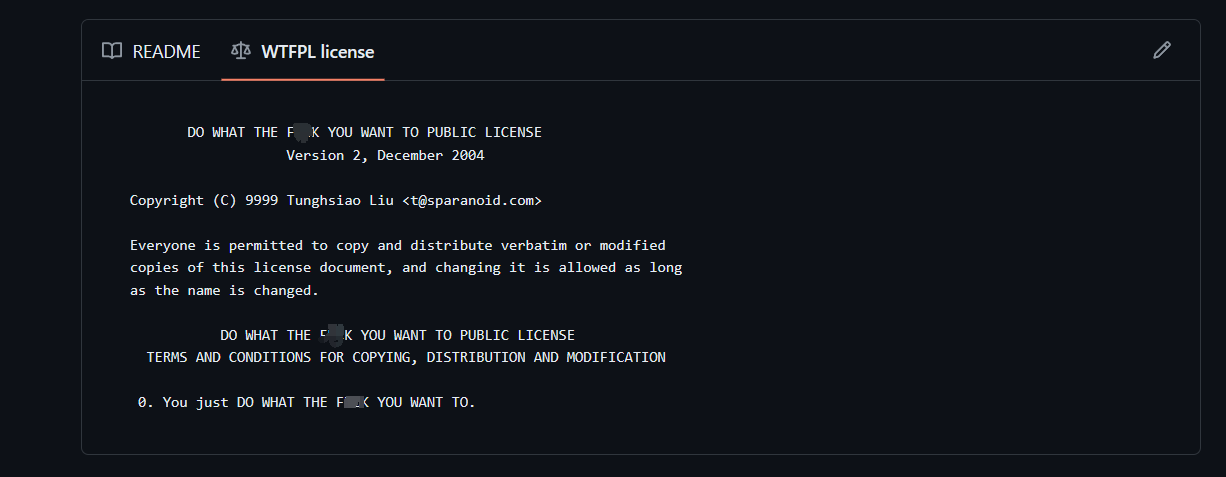 README
WTFPL license
DO WHAT THE YOU WANT TO PUBLIC LICENSE
Version 2, December 2004
Copyright (C) 9999 Tunghsiao Liu <t@sparanoid.com>
Everyone is permitted to copy and distribute verbatim or modified
copies of this license document, and changing it is allowed as long
as the name is changed.
DO WHAT THE YOU WANT TO PUBLIC LICENSE
TERMS AND CONDITIONS FOR COPYING, DISTRIBUTION AND MODIFICATION
0. You just DO WHAT THE YOU WANT TO.